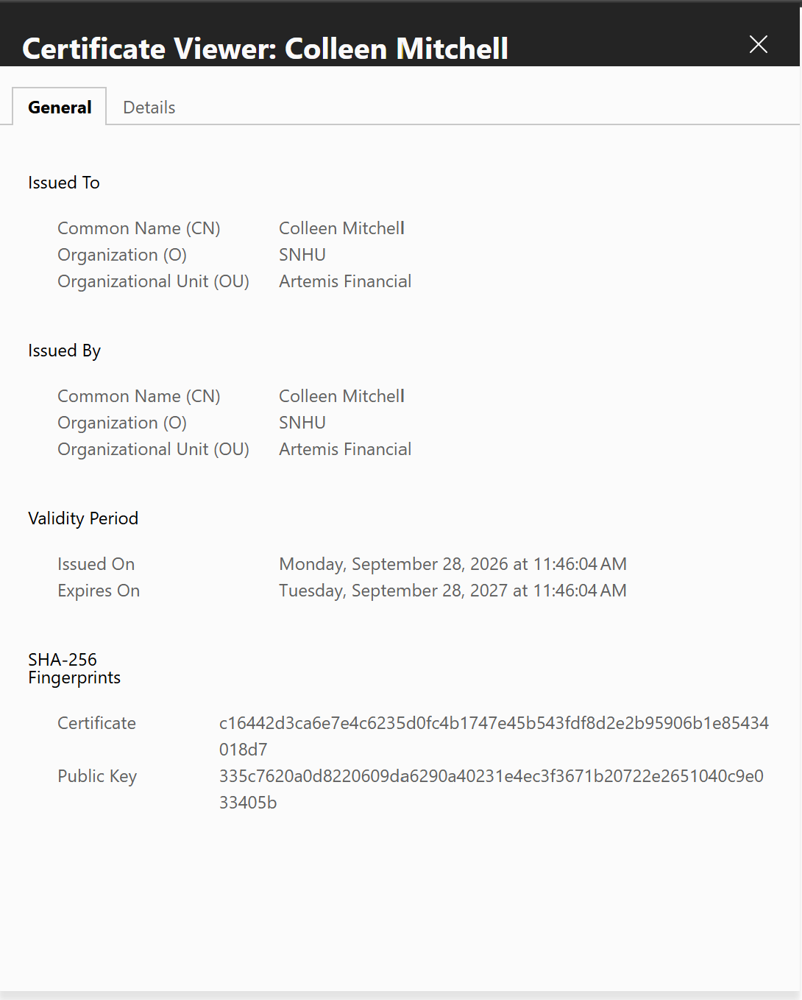 Certificate Viewer: Colleen Mitchell
General Details
Issued To
Common Name (CN) Colleen Mitchell
Organization (O) SNHU
Organizational Unit (OU) Artemis Financial
Issued By
Common Name (CN) Colleen Mitchell
Organization (O) SNHU
Organizational Unit (OU) Artemis Financial
Validity Period
Issued On Monday, September 28, 2026 at 11:46:04 AM
Expires On Tuesday, September 28, 2027 at 11:46:04 AM
SHA-256
Fingerprints
Certificate c16442d3ca6e7e4c6235d0fc4b1747e45b543fdf8d2e2b95906b1e85434
018d7
Public Key 335c7620a0d8220609da6290a40231e4ec3f3671b20722e2651040c9e0
33405b